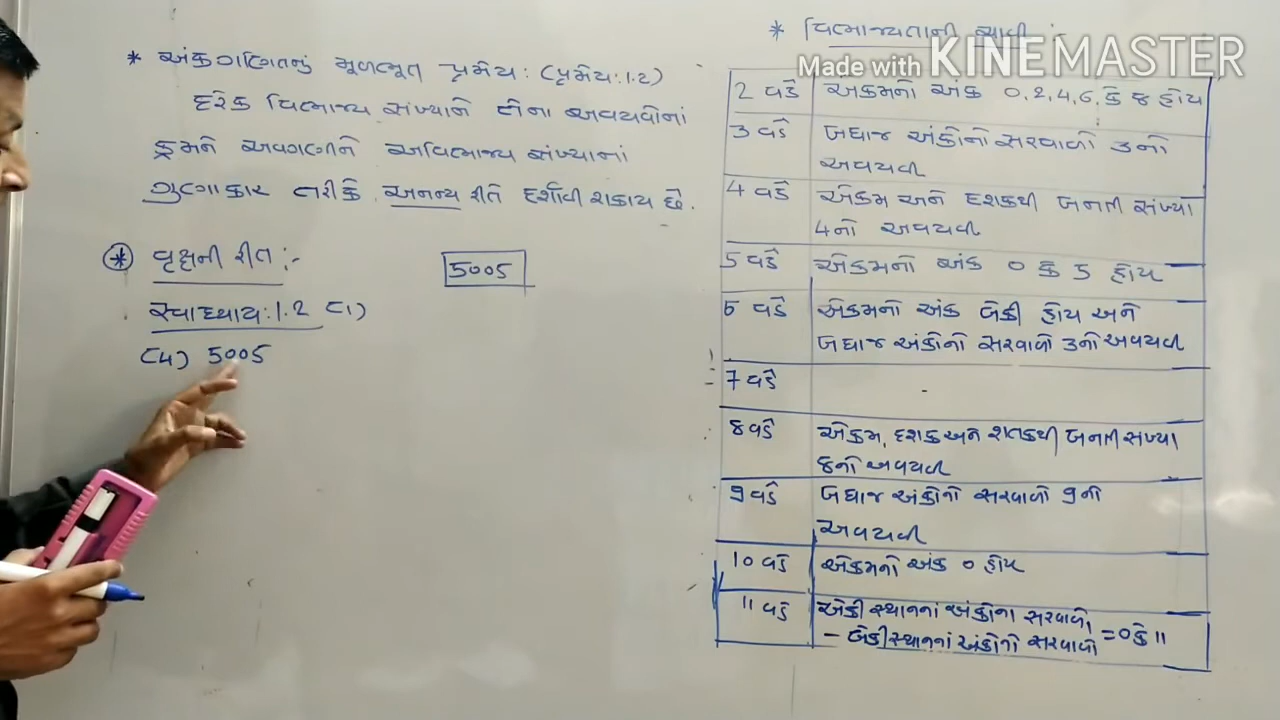 * અંકગણિતનું મૂળભૂત પ્રમેય : (પ્રમેય : 1.2)
દરેક વિભાજ્ય સંખ્યાને તેના અવયવોનાં
ક્રમને અવગણીને અવિભાજ્ય સંખ્યાનાં
ગુણાકાર તરીકે અનન્ય રીતે દર્શાવી શકાય છે.
* વૃક્ષની રીત :-
સ્વાધ્યાય : 1.2 (1)
(4) 5005
5005
* વિભાજ્યતાની ચાવી :-
Made with KINEMASTER
2 વડે એકમનો અંક 0, 2, 4, 6, કે 8 હોય
3 વડે બધાજ અંકોનો સરવાળો 3નો
અવયવી
4 વડે એકમ અને દશકથી બનતી સંખ્યા
4નો અવયવી
5 વડે એકમનો અંક 0 કે 5 હોય
6 વડે એકમનો અંક બેકી હોય અને
બધાજ અંકોનો સરવાળો 3નો અવયવી
7 વડે
8 વડે એકમ, દશક અને શતકથી બનતી સંખ્યા
8નો અવયવી
9 વડે બધાજ અંકોનો સરવાળો 9નો
અવયવી
10 વડે એકમનો અંક 0 હોય
11 વડે એકી સ્થાનનાં અંકોના સરવાળો
- બેકી સ્થાનનાં અંકોનો સરવાળો = 0 કે 11